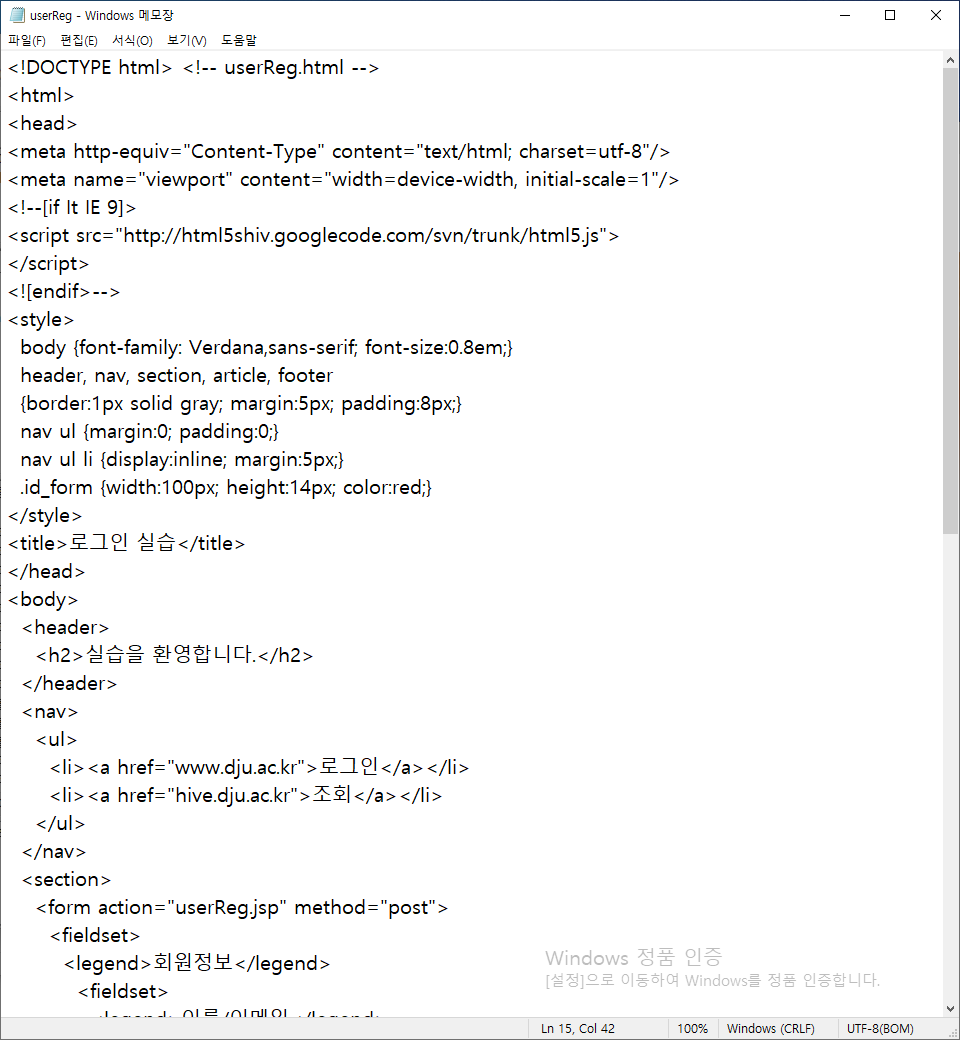 userReg - Windows 메모장
파일(F) 편집(E) 서식(O) 보기(V) 도움말
<!DOCTYPE html> <!-- userReg.html -->
<html>
<head>
<meta http-equiv="Content-Type" content="text/html; charset=utf-8"/>
<meta name="viewport" content="width=device-width, initial-scale=1"/>
<!--[if lt IE 9]>
<script src="http://html5shiv.googlecode.com/svn/trunk/html5.js">
</script>
<![endif>-->
<style>
body {font-family: Verdana,sans-serif; font-size:0.8em;}
header, nav, section, article, footer
{border:1px solid gray; margin:5px; padding:8px;}
nav ul {margin:0; padding:0;}
nav ul li {display:inline; margin:5px;}
.id_form {width:100px; height:14px; color:red;}
</style>
<title>로그인 실습</title>
</head>
<body>
<header>
<h2>실습을 환영합니다.</h2>
</header>
<nav>
<ul>
<li><a href="www.dju.ac.kr">로그인</a></li>
<li><a href="hive.dju.ac.kr">조회</a></li>
</ul>
</nav>
<section>
<form action="userReg.jsp" method="post">
<fieldset>
<legend>회원정보</legend>
<fieldset>
<legend> 이름/이메일 </legend>
Windows 정품 인증
[설정]으로 이동하여 Windows를 정품 인증합니다.
Ln 15, Col 42 100% Windows (CRLF) UTF-8(BOM)